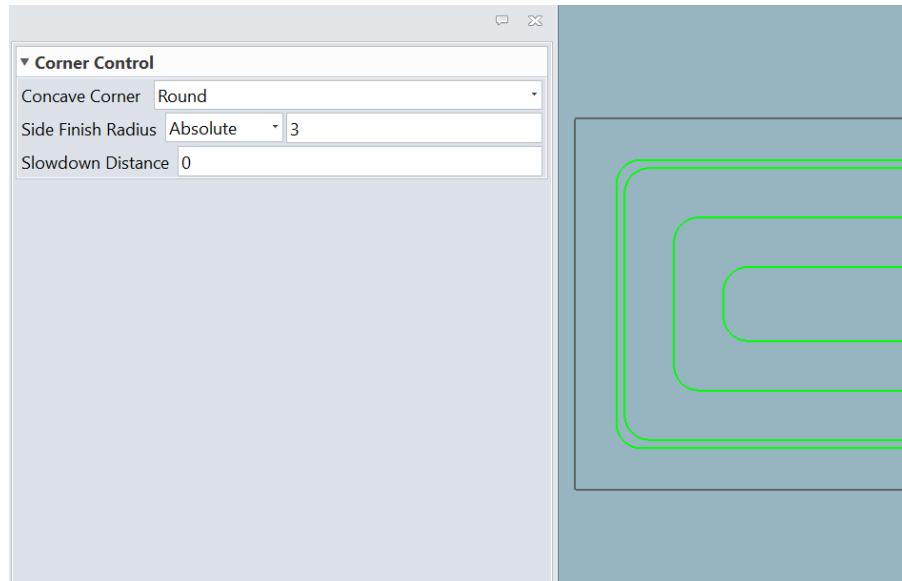 Corner Control
Concave Corner Round
Side Finish Radius Absolute 3
Slowdown Distance 0